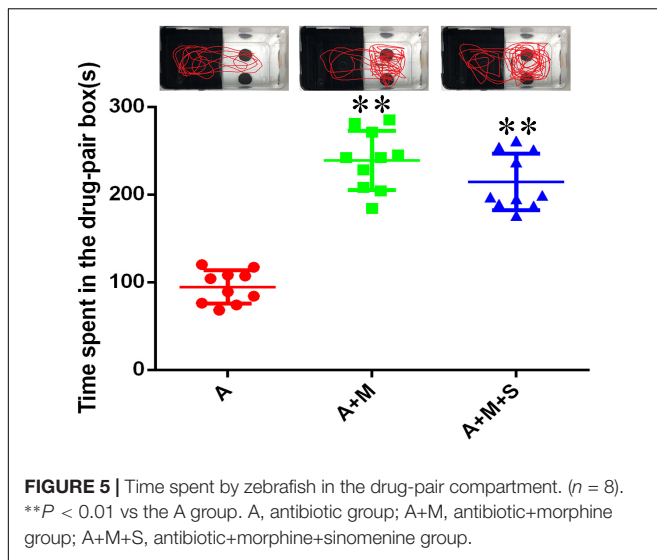 300
200
100
0
Time spent in the drug-pair box(s)
**
**
A
A+M
A+M+S
FIGURE 5 | Time spent by zebrafish in the drug-pair compartment. (n = 8).
**P < 0.01 vs the A group. A, antibiotic group; A+M, antibiotic+morphine
group; A+M+S, antibiotic+morphine+sinomenine group.